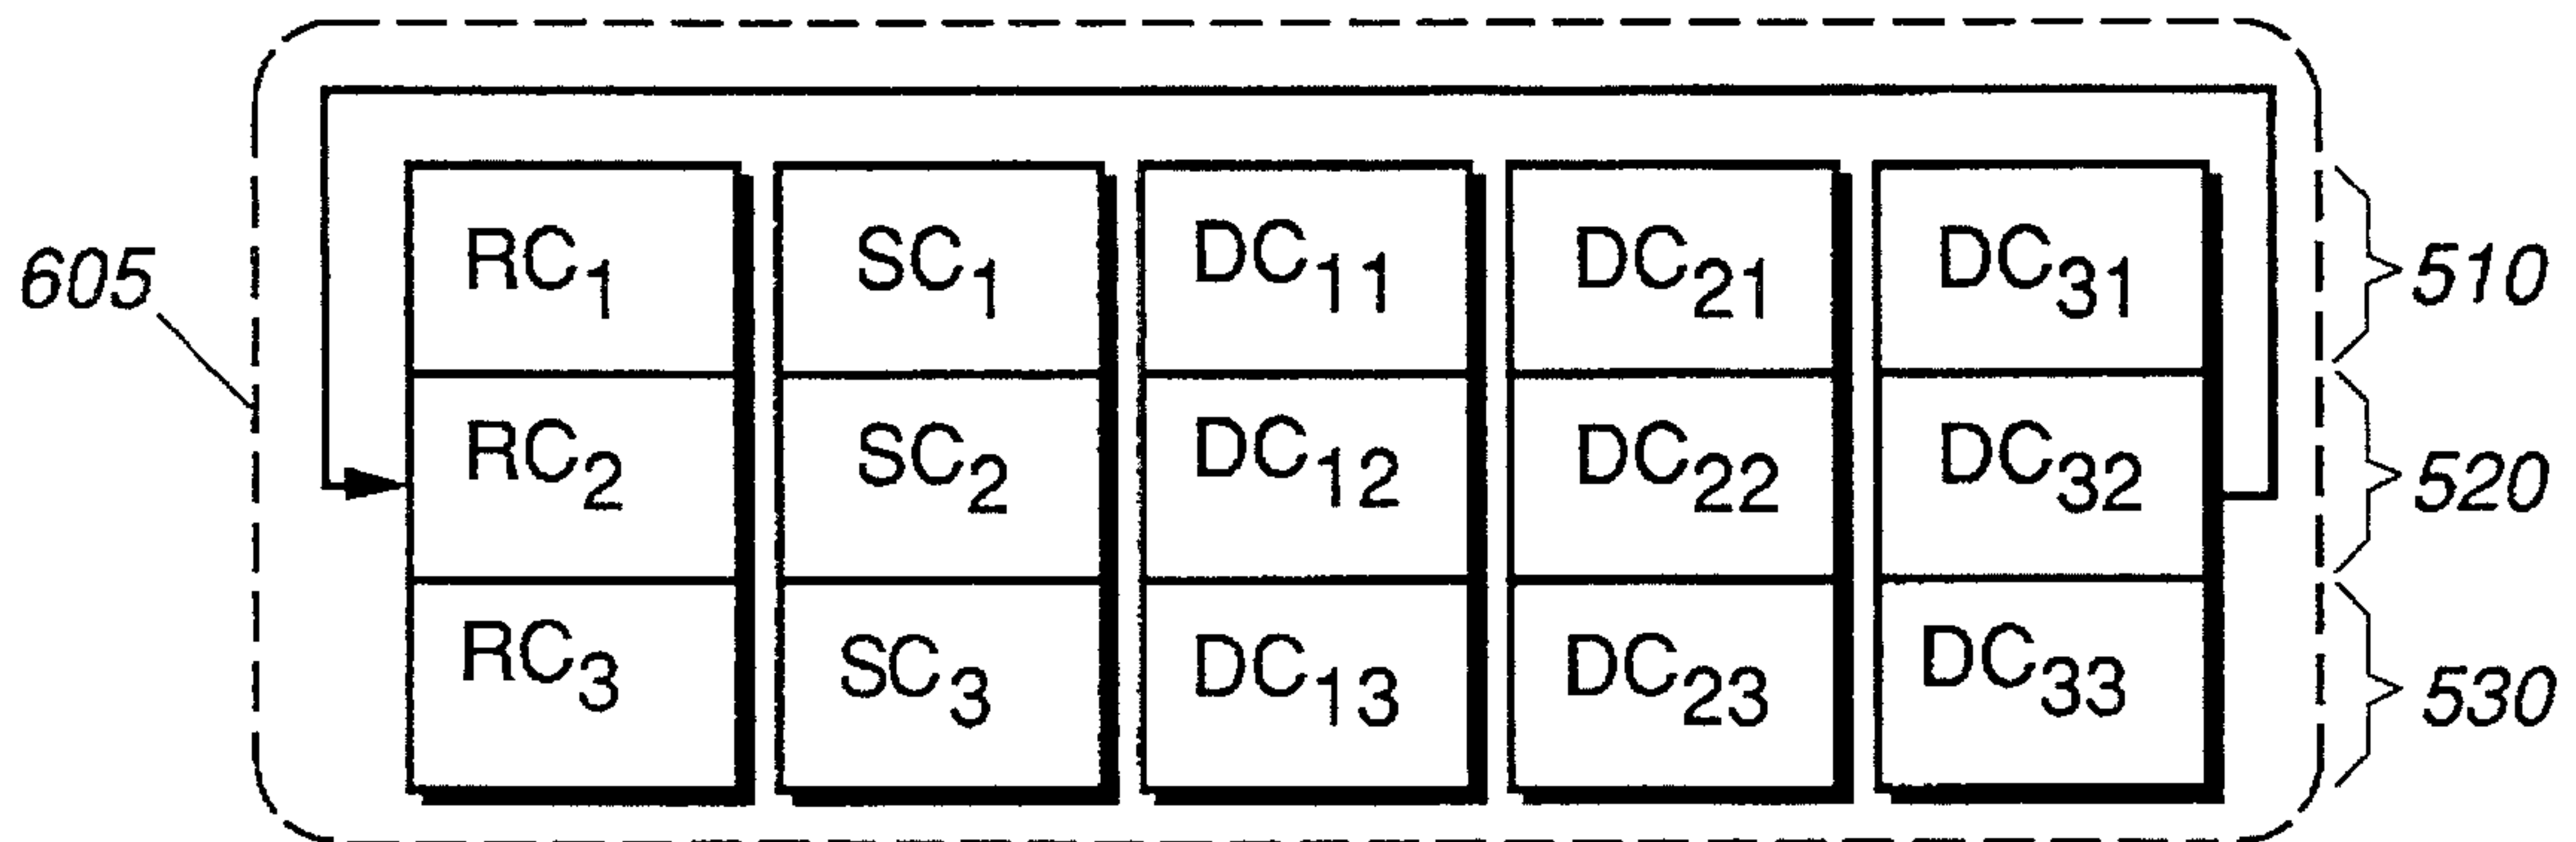 605
RC₁ SC₁ DC₁₁ DC₂₁ DC₃₁ 510
RC₂ SC₂ DC₁₂ DC₂₂ DC₃₂ 520
RC₃ SC₃ DC₁₃ DC₂₃ DC₃₃ 530